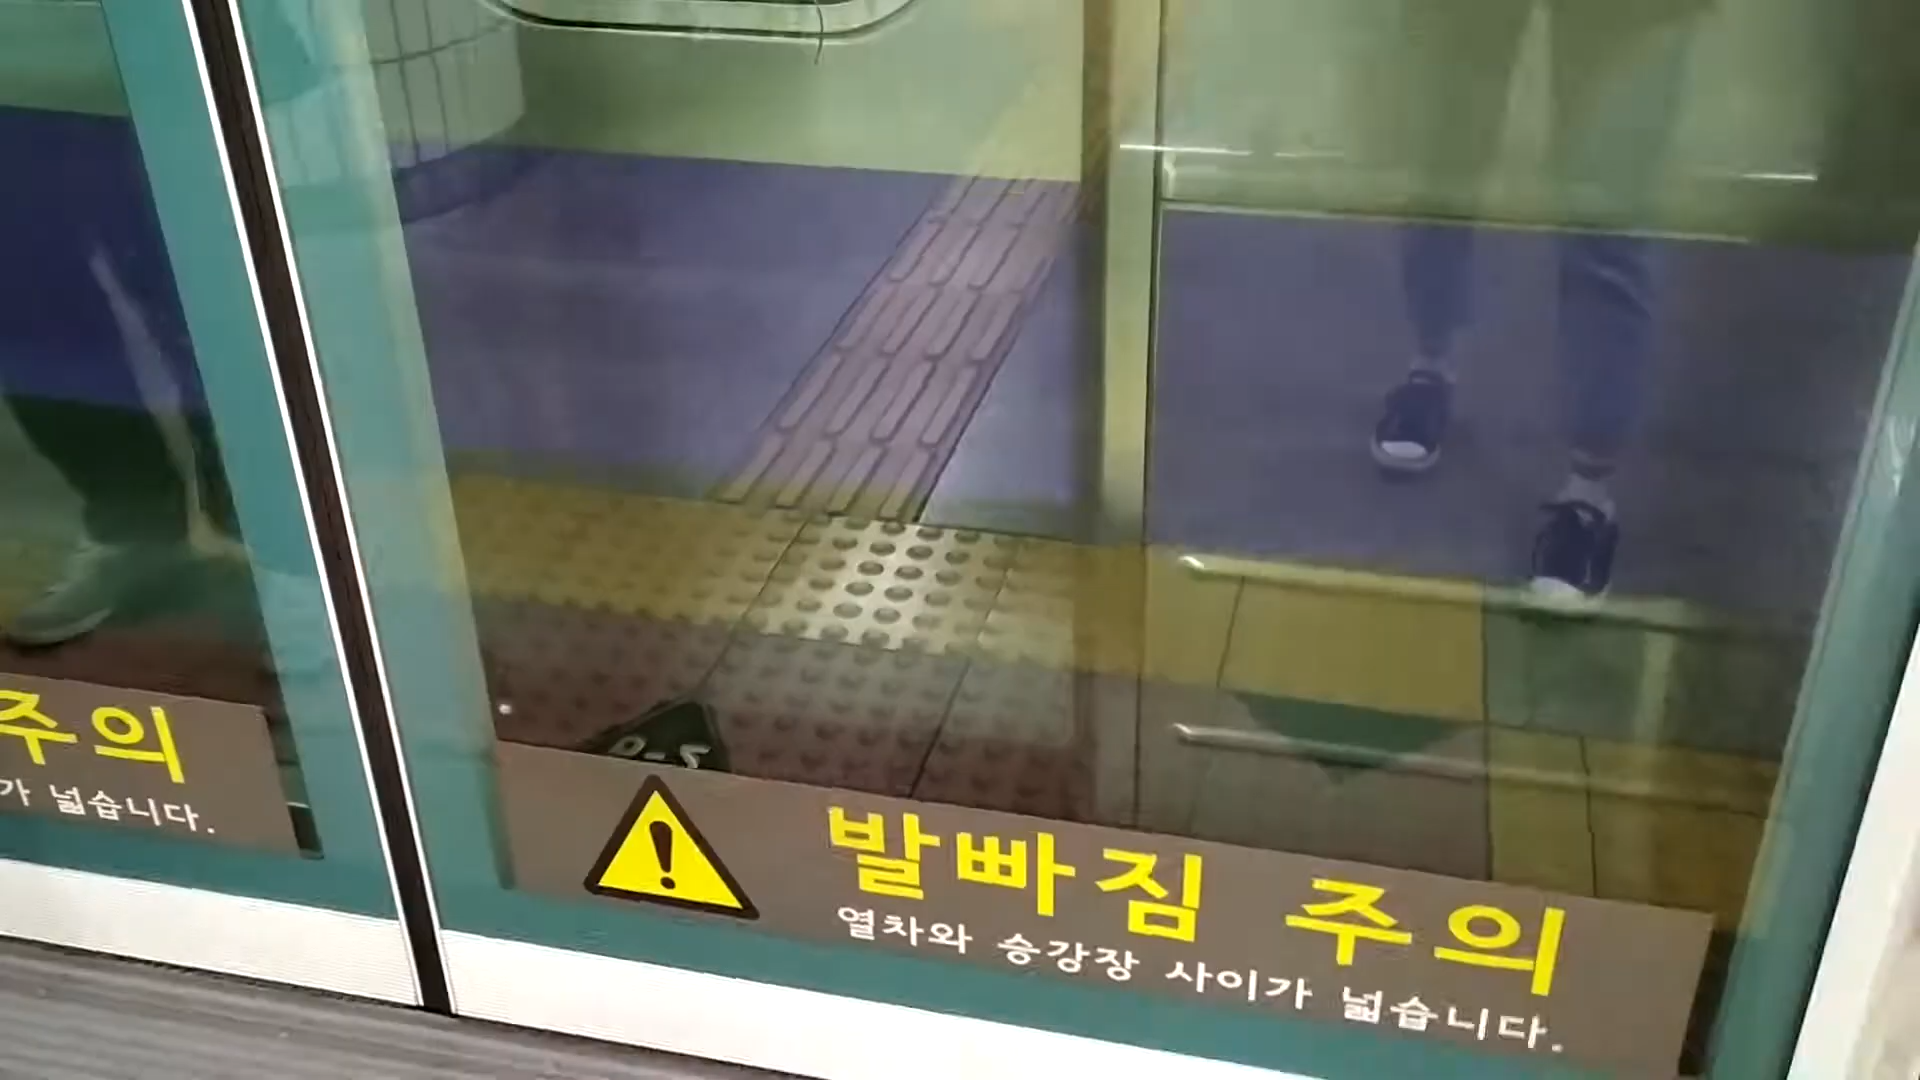 주의
가 넓습니다.
발빠짐 주의
열차와 승강장 사이가 넓습니다.